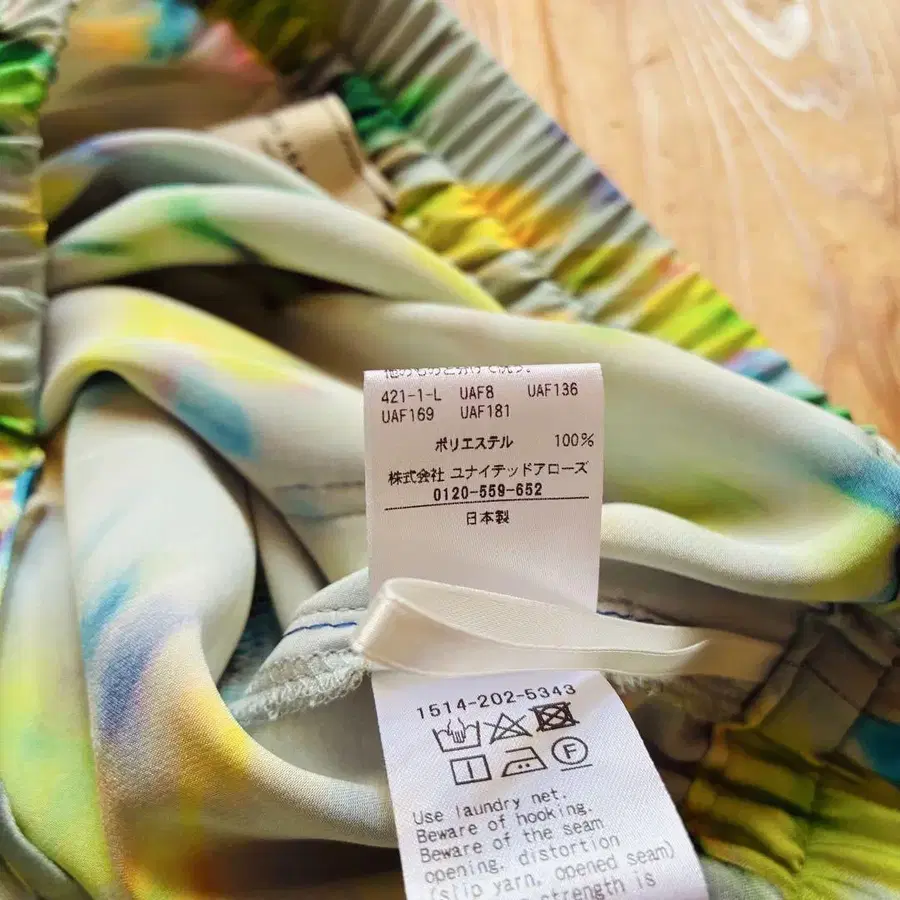 421-1-L UAF8 UAF136
UAF169 UAF181
ポリエステル 100%
株式会社 ユナイテッドアローズ
0120-559-652
日本製
1514-202-5343
F
Use laundry net.
Beware of hooking.
Beware of the seam
opening, distortion
(slip yarn, opened seam)
strength is